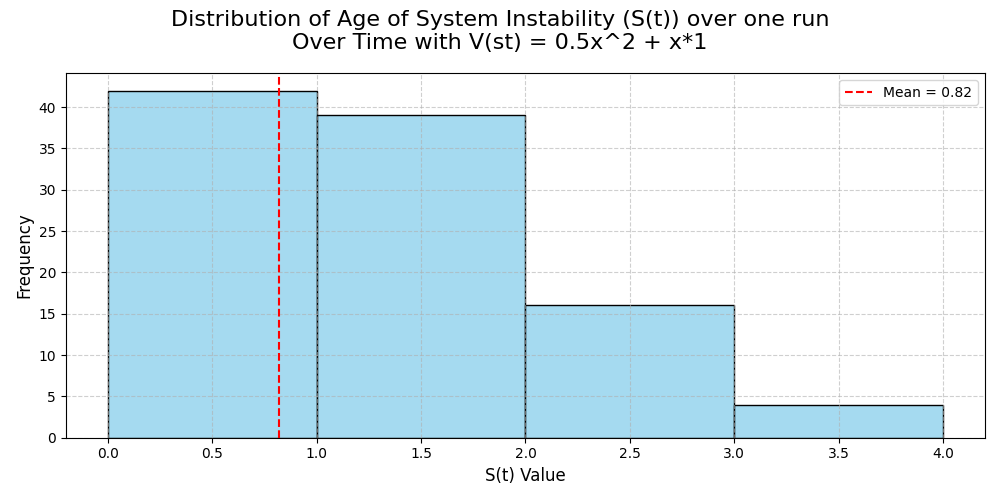 Distribution of Age of System Instability (S(t)) over one run
Over Time with V(st) = 0.5x^2 + x*1
Mean = 0.82
Frequency
40
35
30
25
20
15
10
5
0
0.0 0.5 1.0 1.5 2.0 2.5 3.0 3.5 4.0
S(t) Value